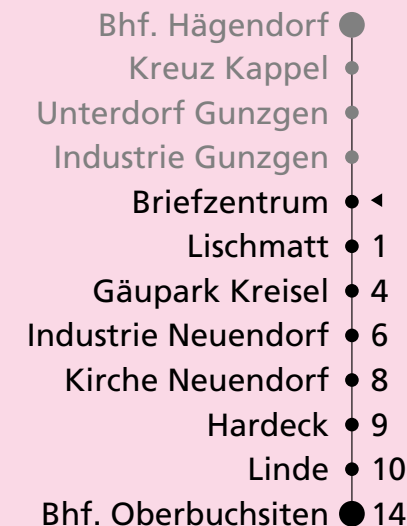 Bhf. Hägendorf
Kreuz Kappel
Unterdorf Gunzgen
Industrie Gunzgen
Briefzentrum
Lischmatt 1
Gäupark Kreisel 4
Industrie Neuendorf 6
Kirche Neuendorf 8
Hardeck 9
Linde 10
Bhf. Oberbuchsiten 14